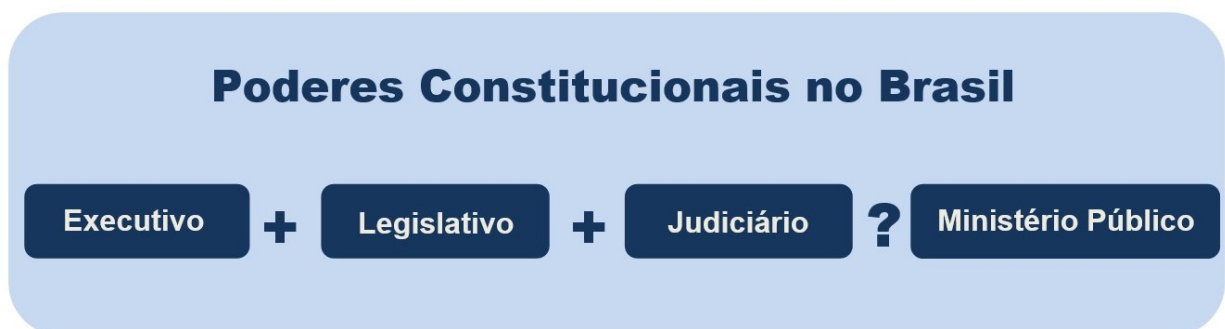 Poderes Constitucionais no Brasil
Executivo + Legislativo + Judiciário ? Ministério Público